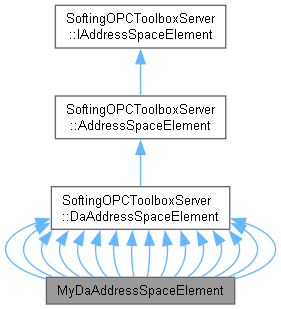 SoftingOPCToolboxServer
::IAddressSpaceElement
SoftingOPCToolboxServer
::AddressSpaceElement
SoftingOPCToolboxServer
::DaAddressSpaceElement
MyDaAddressSpaceElement